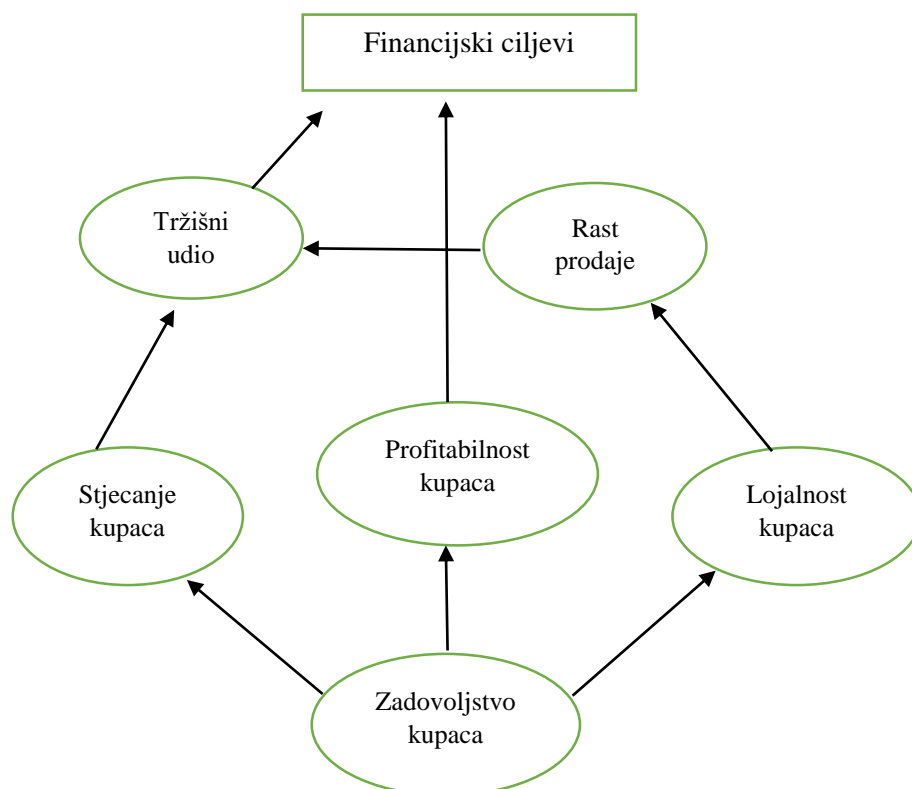 Financijski ciljevi
Tržišni
udio
Rast
prodaje
Profitabilnost
kupaca
Stjecanje
kupaca
Lojalnost
kupaca
Zadovoljstvo
kupaca